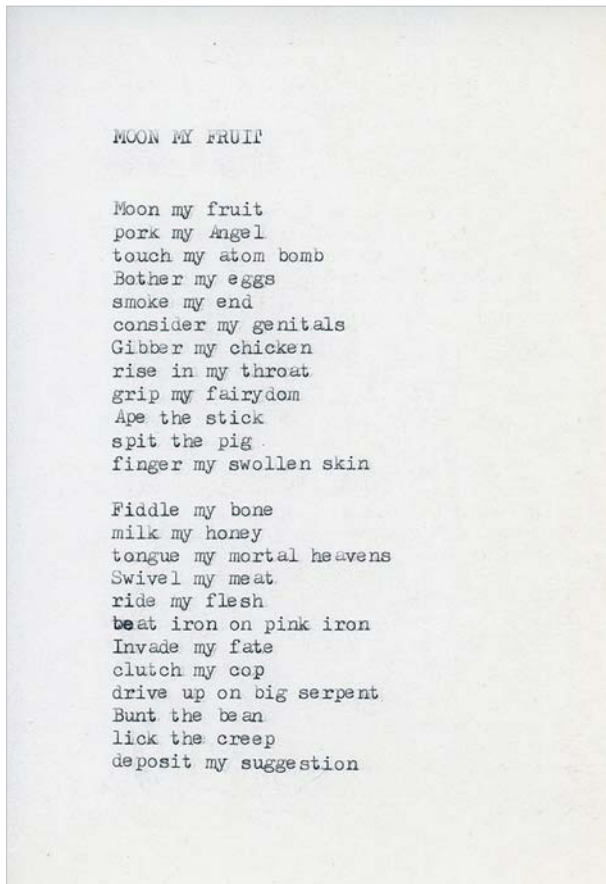 MOON MY FRUIT
Moon my fruit
pork my Angel
touch my atom bomb
Bother my eggs
smoke my end
consider my genitals
Gibber my chicken
rise in my throat
grip my fairydom
Ape the stick
spit the pig
finger my swollen skin
Fiddle my bone
milk my honey
tongue my mortal heavens
Swivel my meat
ride my flesh
beat iron on pink iron
Invade my fate
clutch my cop
drive up on big serpent
Bunt the bean
lick the creep
deposit my suggestion